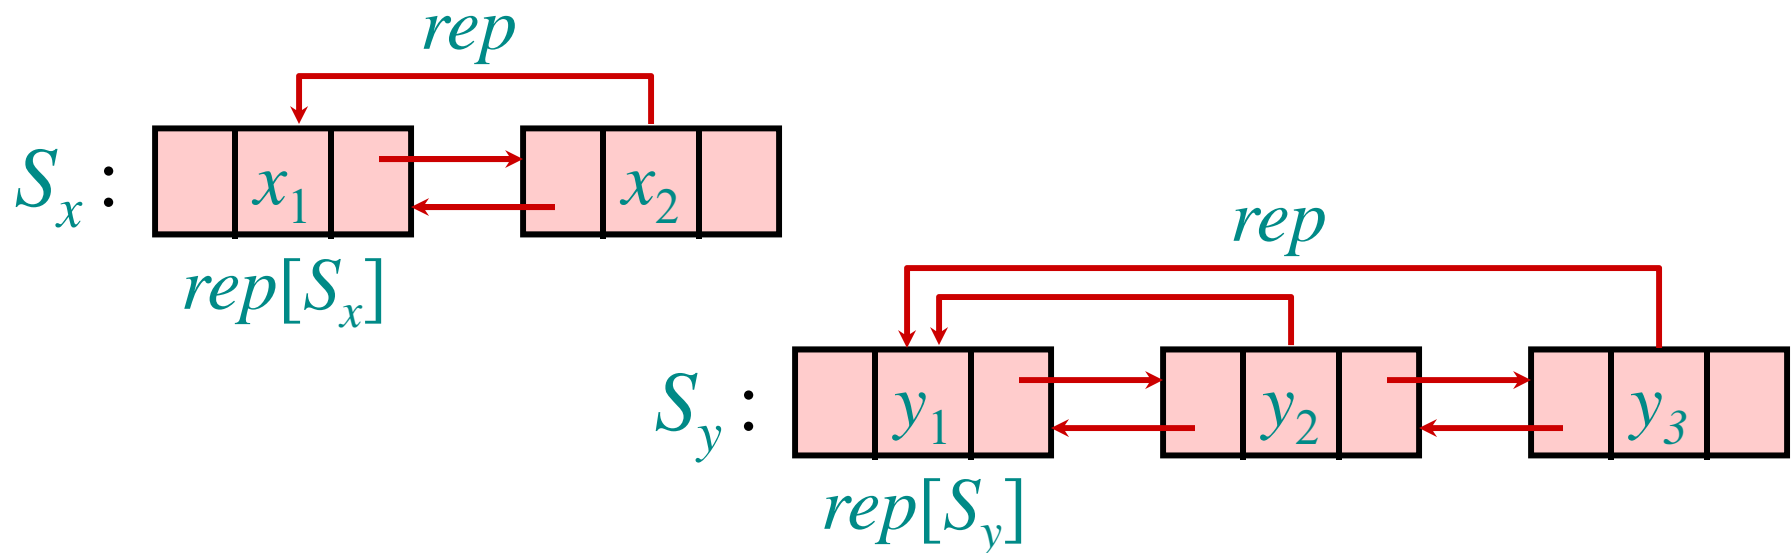 rep
Sx : x1 x2
rep[Sx]
rep
Sy : y1 y2 y3
rep[Sy]